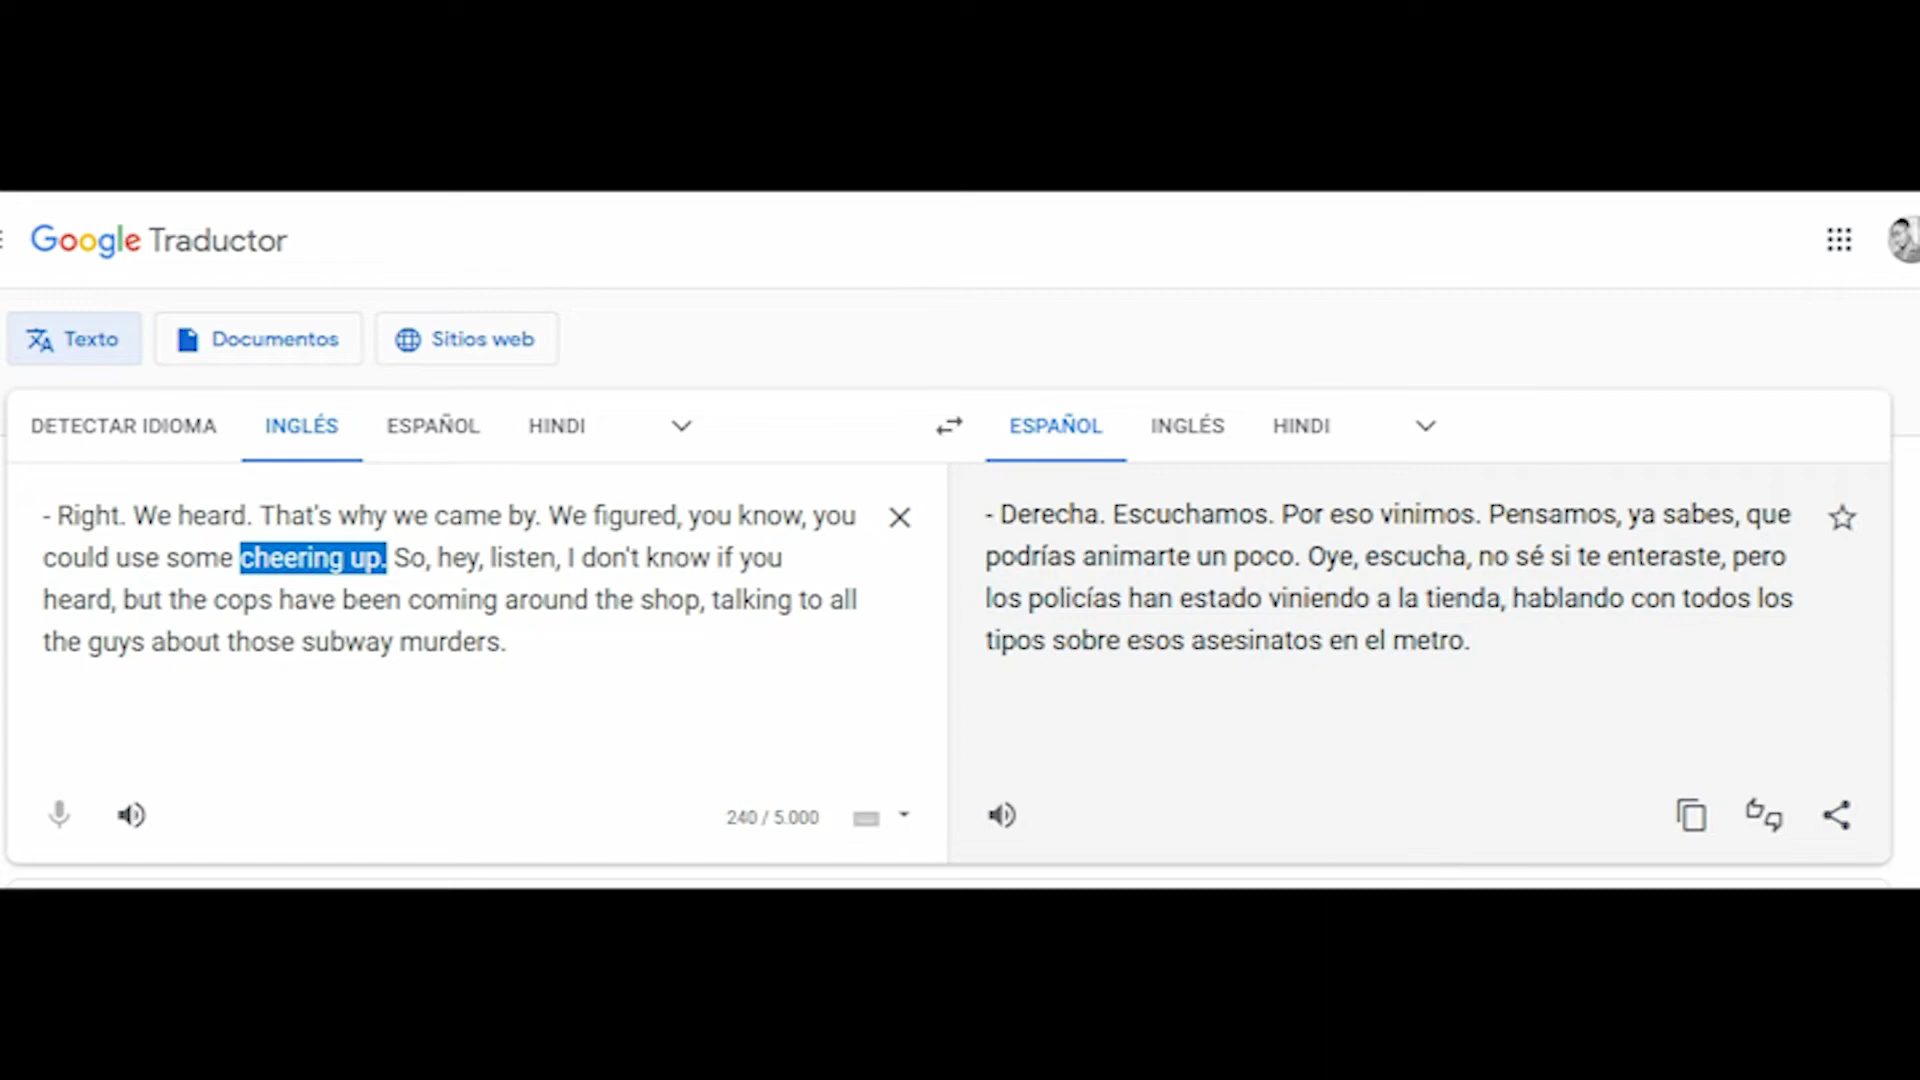 Google Traductor
Texto
Documentos
Sitios web
DETECTAR IDIOMA
INGLÉS
ESPAÑOL
HINDI
ESPAÑOL
INGLÉS
HINDI
- Right. We heard. That's why we came by. We figured, you know, you
could use some cheering up. So, hey, listen, I don't know if you
heard, but the cops have been coming around the shop, talking to all
the guys about those subway murders.
240 / 5.000
- Derecha. Escuchamos. Por eso vinimos. Pensamos, ya sabes, que
podrías animarte un poco. Oye, escucha, no sé si te enteraste, pero
los policías han estado viniendo a la tienda, hablando con todos los
tipos sobre esos asesinatos en el metro.